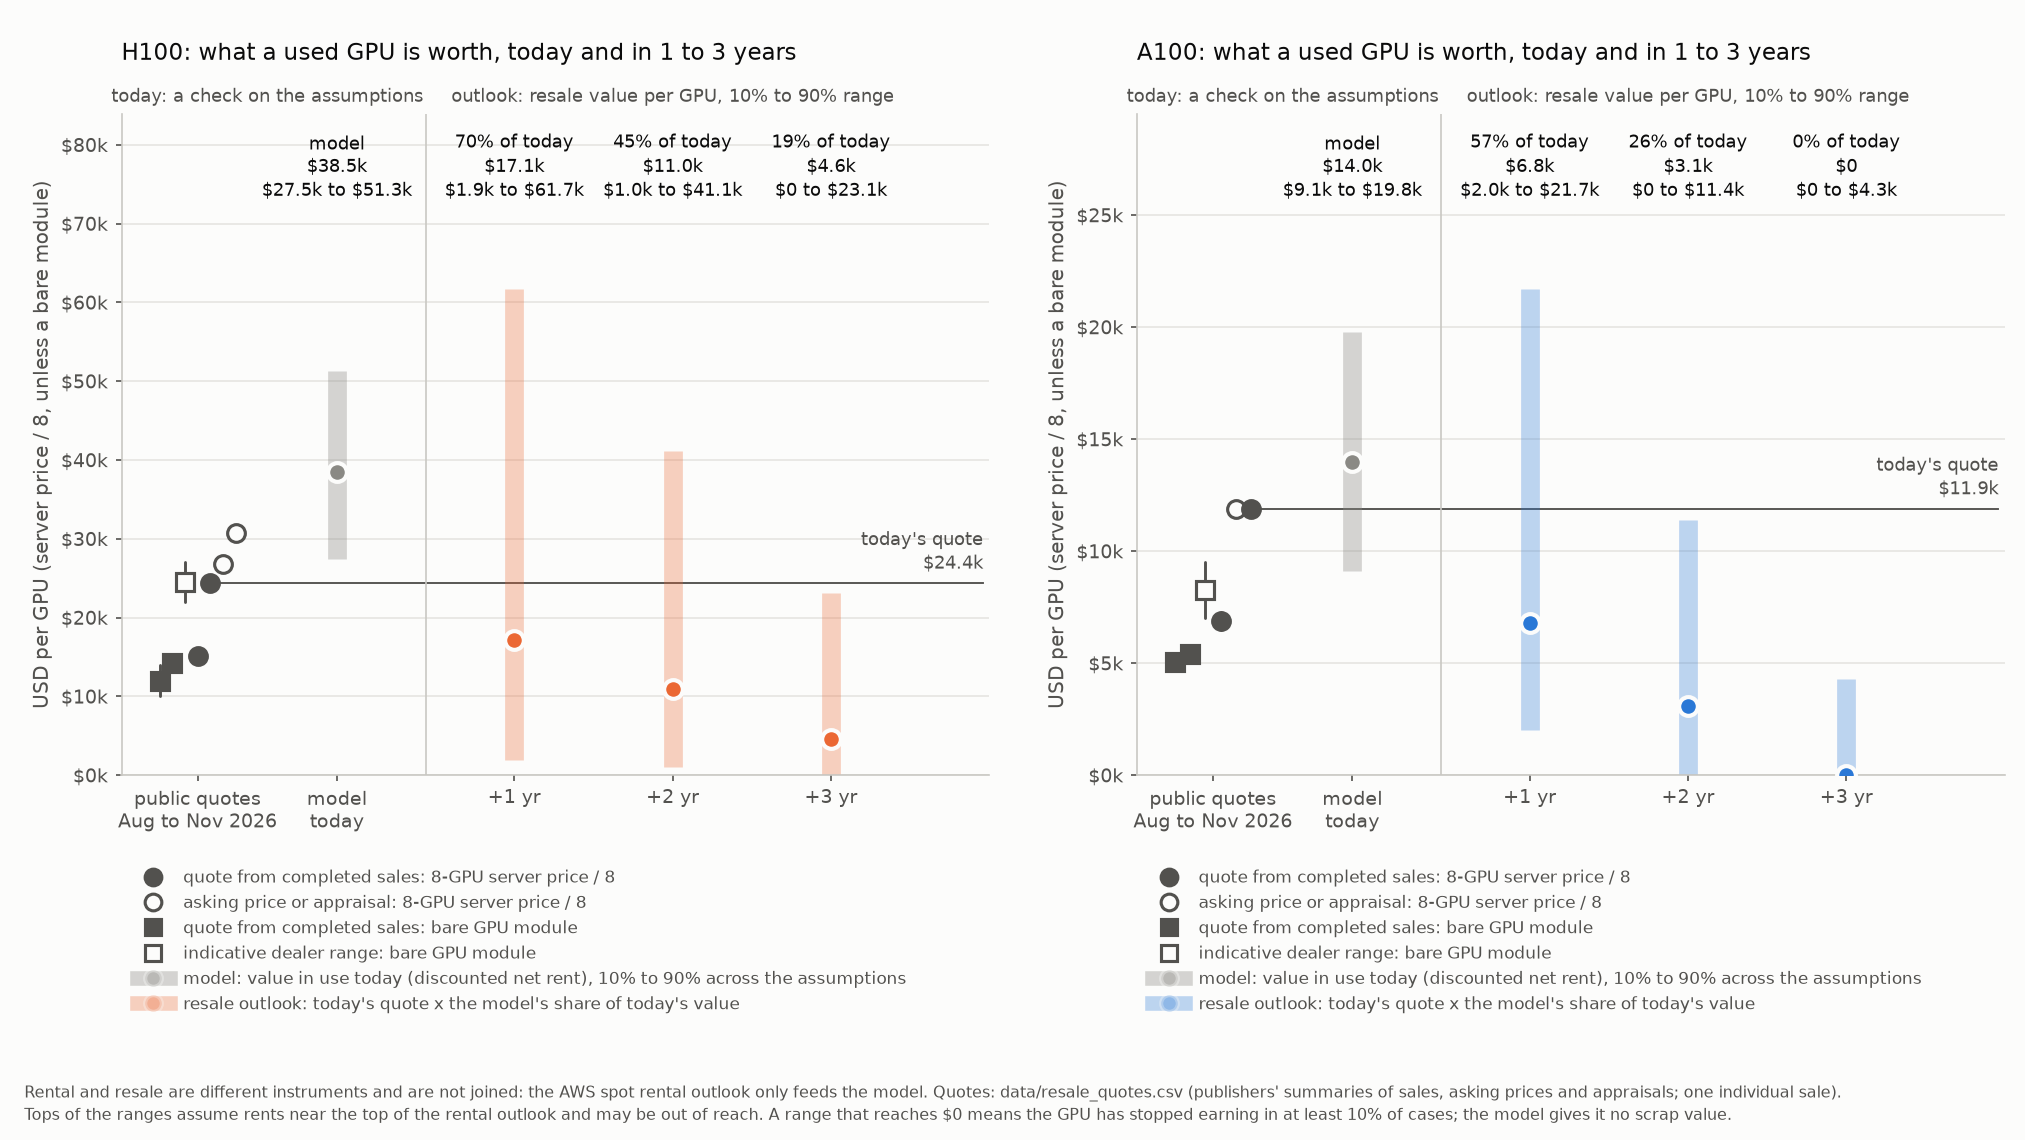 H100: what a used GPU is worth, today and in 1 to 3 years
today: a check on the assumptions
outlook: resale value per GPU, 10% to 90% range
model
$38.5k
$27.5k to $51.3k
70% of today
$17.1k
$1.9k to $61.7k
45% of today
$11.0k
$1.0k to $41.1k
19% of today
$4.6k
$0 to $23.1k
USD per GPU (server price / 8, unless a bare module)
$80k
$70k
$60k
$50k
$40k
$30k
$20k
$10k
$0k
today's quote
$24.4k
public quotes
Aug to Nov 2026
model
today
+1 yr
+2 yr
+3 yr
quote from completed sales: 8-GPU server price / 8
asking price or appraisal: 8-GPU server price / 8
quote from completed sales: bare GPU module
indicative dealer range: bare GPU module
model: value in use today (discounted net rent), 10% to 90% across the assumptions
resale outlook: today's quote x the model's share of today's value
A100: what a used GPU is worth, today and in 1 to 3 years
today: a check on the assumptions
outlook: resale value per GPU, 10% to 90% range
model
$14.0k
$9.1k to $19.8k
57% of today
$6.8k
$2.0k to $21.7k
26% of today
$3.1k
$0 to $11.4k
0% of today
$0
$0 to $4.3k
USD per GPU (server price / 8, unless a bare module)
$25k
$20k
$15k
$10k
$5k
$0k
today's quote
$11.9k
public quotes
Aug to Nov 2026
model
today
+1 yr
+2 yr
+3 yr
quote from completed sales: 8-GPU server price / 8
asking price or appraisal: 8-GPU server price / 8
quote from completed sales: bare GPU module
indicative dealer range: bare GPU module
model: value in use today (discounted net rent), 10% to 90% across the assumptions
resale outlook: today's quote x the model's share of today's value
Rental and resale are different instruments and are not joined: the AWS spot rental outlook only feeds the model. Quotes: data/resale_quotes.csv (publishers' summaries of sales, asking prices and appraisals; one individual sale).
Tops of the ranges assume rents near the top of the rental outlook and may be out of reach. A range that reaches $0 means the GPU has stopped earning in at least 10% of cases; the model gives it no scrap value.